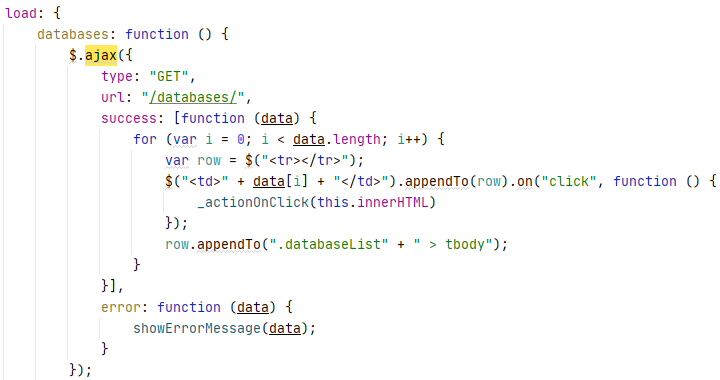 load: {
    databases: function () {
        $.ajax({
            type: "GET",
            url: "/databases/",
            success: [function (data) {
                for (var i = 0; i < data.length; i++) {
                    var row = $("<tr></tr>");
                    $("<td>" + data[i] + "</td>").appendTo(row).on("click", function () {
                        _actionOnClick(this.innerHTML)
                    });
                    row.appendTo(".databaseList" + " > tbody");
                }
            }],
            error: function (data) {
                showErrorMessage(data);
            }
        });